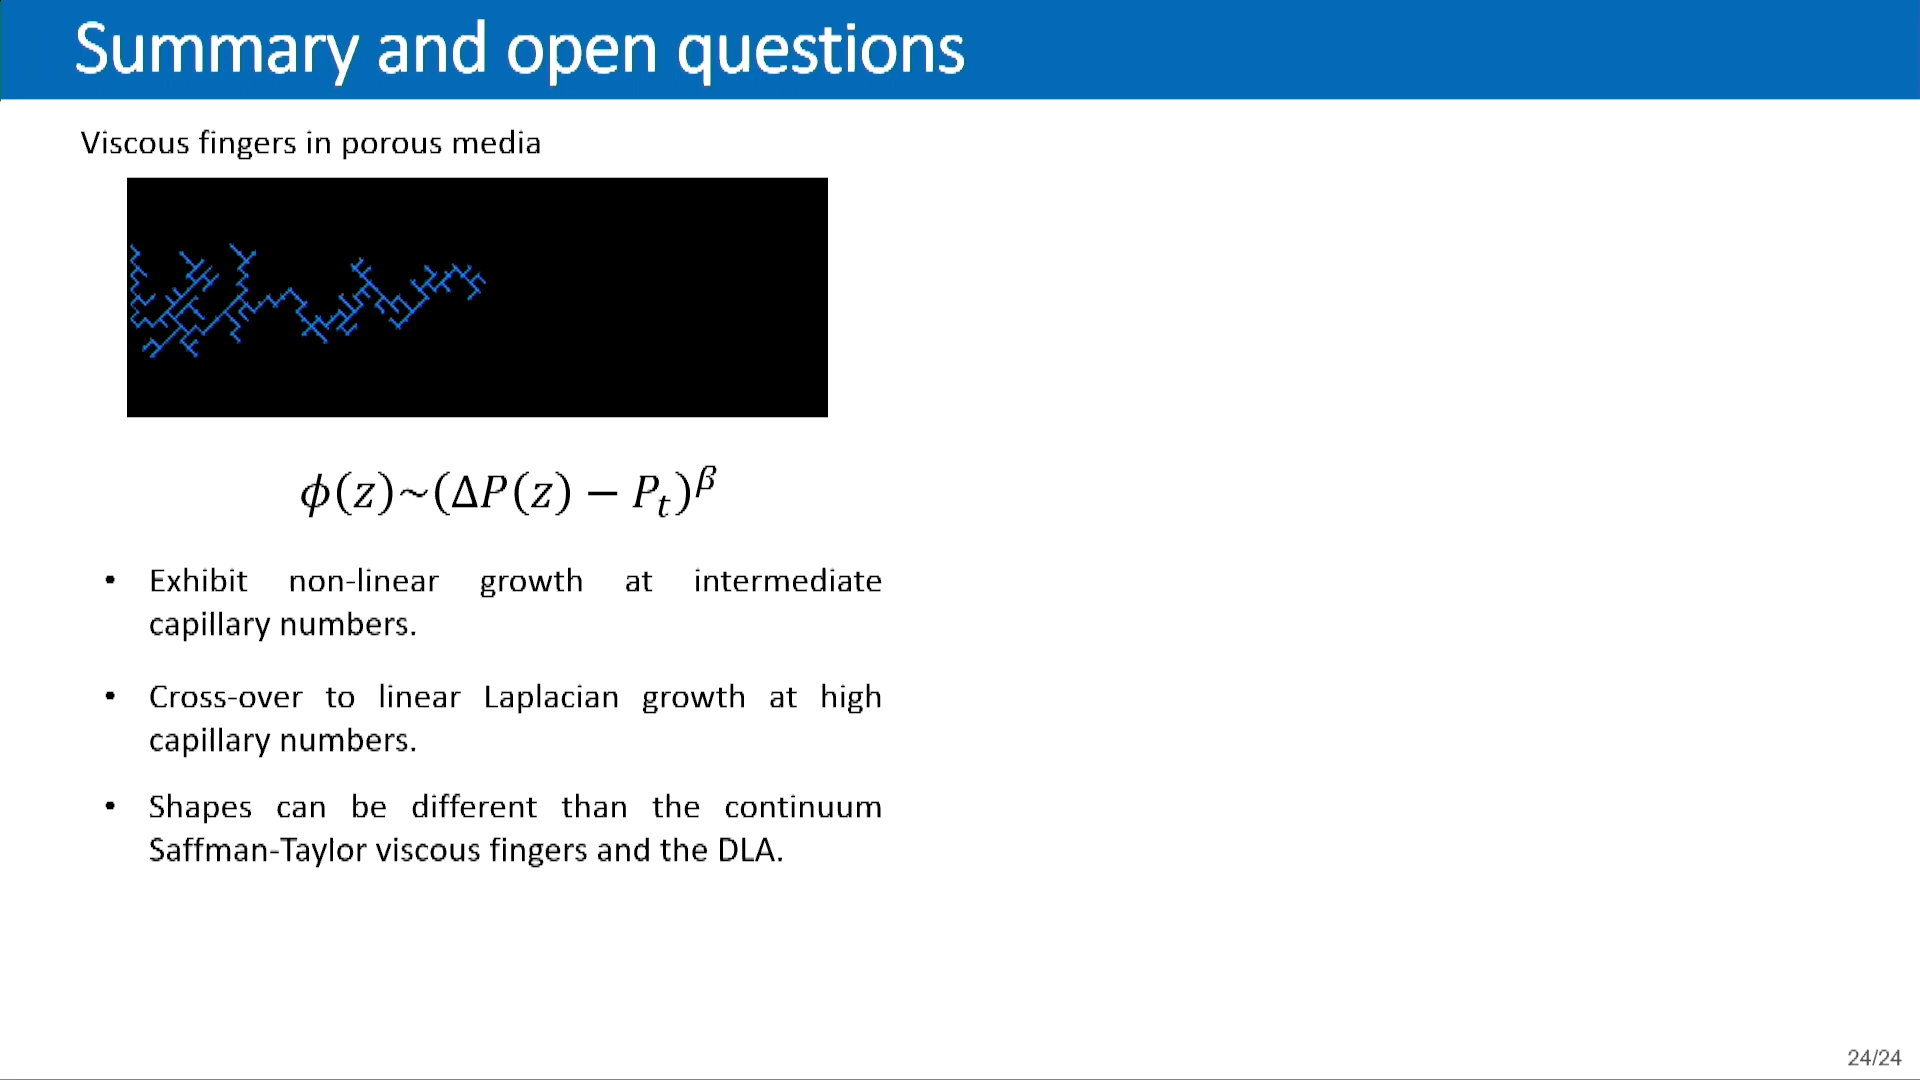 Summary and open questions
Viscous fingers in porous media
𝜙(𝑧)~(Δ𝑃(𝑧) − 𝑃ₜ)^𝛽
• Exhibit non-linear growth at intermediate
capillary numbers.
• Cross-over to linear Laplacian growth at high
capillary numbers.
• Shapes can be different than the continuum
Saffman-Taylor viscous fingers and the DLA.
24/24